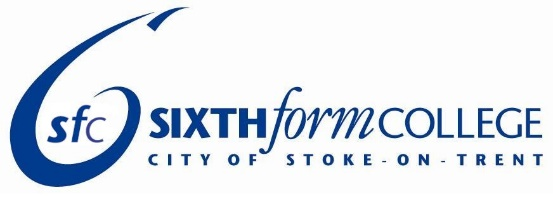 sfc
SIXTHformCOLLEGE
CITY OF STOKE-ON-TRENT